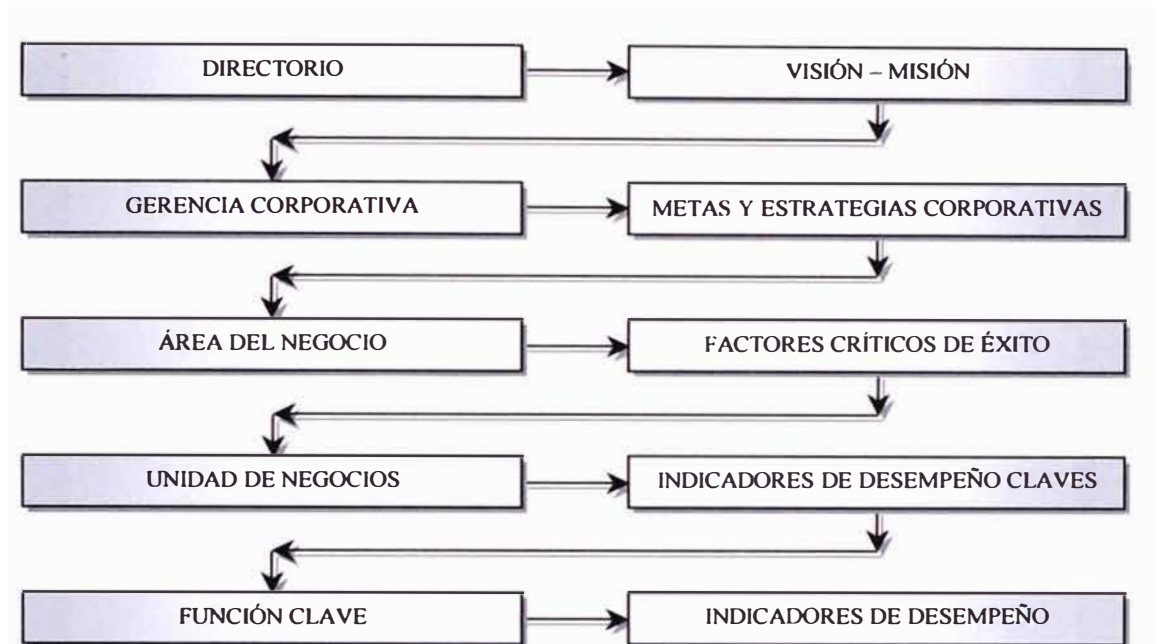 DIRECTORIO
VISIÓN – MISIÓN
GERENCIA CORPORATIVA
METAS Y ESTRATEGIAS CORPORATIVAS
ÁREA DEL NEGOCIO
FACTORES CRÍTICOS DE ÉXITO
UNIDAD DE NEGOCIOS
INDICADORES DE DESEMPEÑO CLAVES
FUNCIÓN CLAVE
INDICADORES DE DESEMPEÑO